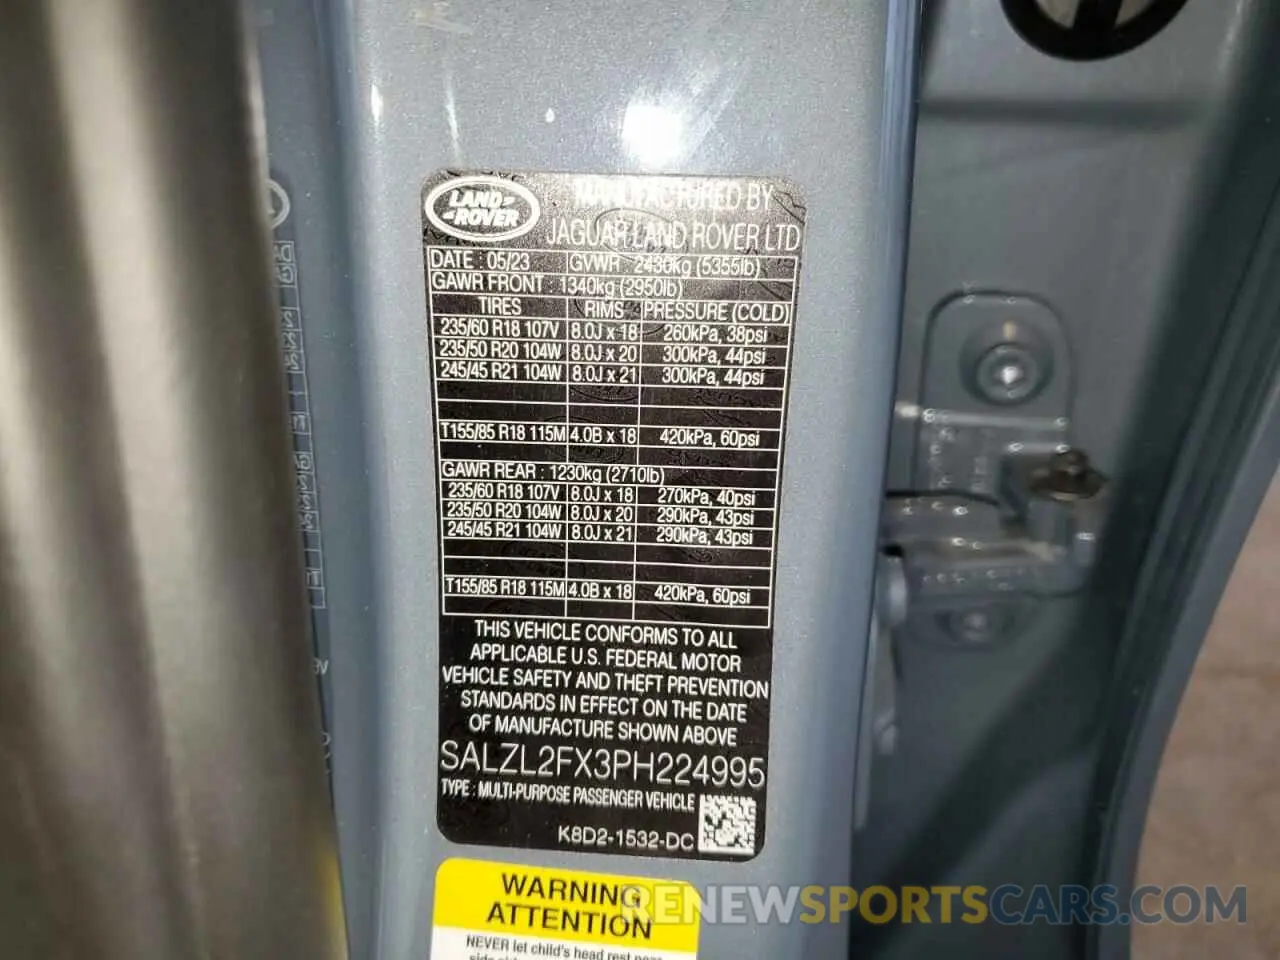 LAND ROVER
MANUFACTURED BY
JAGUAR LAND ROVER LTD
DATE : 05/23 GVWR : 2430kg (5355lb)
GAWR FRONT : 1340kg (2950lb)
TIRES RIMS PRESSURE (COLD)
235/60 R18 107V 8.0J x 18 260kPa, 38psi
235/50 R20 104W 8.0J x 20 300kPa, 44psi
245/45 R21 104W 8.0J x 21 300kPa, 44psi
T155/85 R18 115M 4.0B x 18 420kPa, 60psi
GAWR REAR : 1230kg (2710lb)
235/60 R18 107V 8.0J x 18 270kPa, 40psi
235/50 R20 104W 8.0J x 20 290kPa, 43psi
245/45 R21 104W 8.0J x 21 290kPa, 43psi
T155/85 R18 115M 4.0B x 18 420kPa, 60psi
THIS VEHICLE CONFORMS TO ALL
APPLICABLE U.S. FEDERAL MOTOR
VEHICLE SAFETY AND THEFT PREVENTION
STANDARDS IN EFFECT ON THE DATE
OF MANUFACTURE SHOWN ABOVE
SALZL2FX3PH224995
TYPE : MULTI-PURPOSE PASSENGER VEHICLE
K8D2-1532-DC
WARNING
ATTENTION
RENEWSPORTSCARS.COM
NEVER let child's head rest near